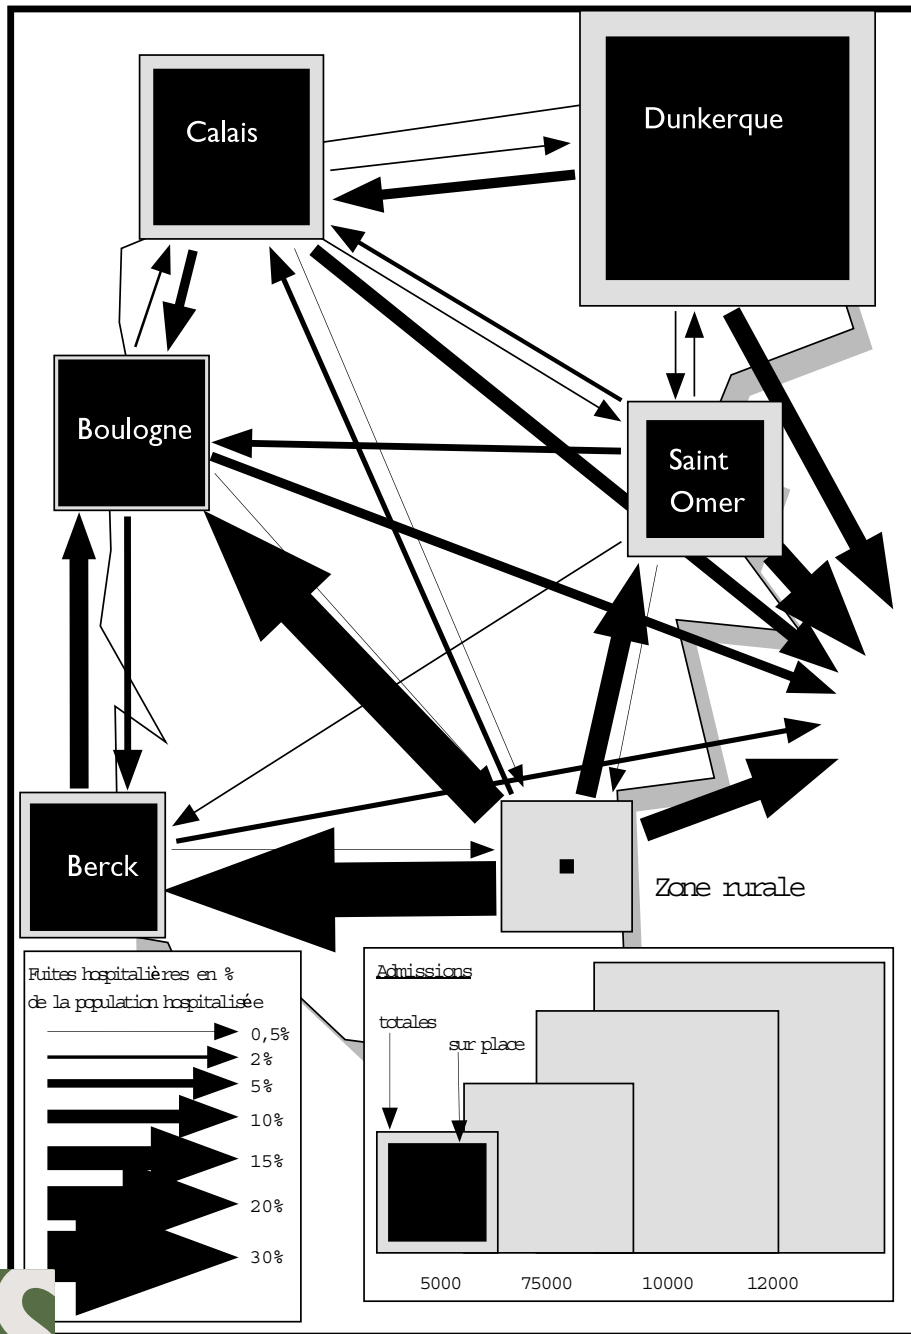 Calais
Dunkerque
Boulogne
Saint
Omer
Berck
Zone rurale
Fuites hospitalières en %
de la population hospitalisée
0,5%
2%
5%
10%
15%
20%
30%
Admissions
totales
sur place
5000 75000 10000 12000